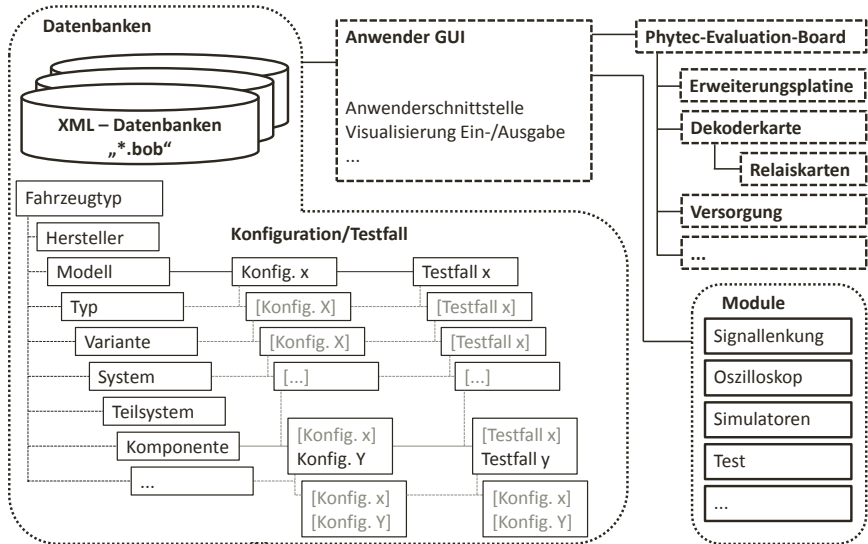 Datenbanken
XML – Datenbanken
„*.bob“
Anwender GUI
Anwenderschnittstelle
Visualisierung Ein-/Ausgabe
...
Phytec-Evaluation-Board
Erweiterungsplatine
Dekoderkarte
Relaiskarten
Versorgung
...
Fahrzeugtyp
Hersteller
Konfiguration/Testfall
Modell
Konfig. x
Testfall x
Typ
[Konfig. X]
[Testfall x]
Variante
[Konfig. X]
[Testfall x]
System
[...]
[...]
Teilsystem
Komponente
[Konfig. x]
Konfig. Y
[Testfall x]
Testfall y
...
[Konfig. x]
[Konfig. Y]
[Konfig. x]
[Konfig. Y]
Module
Signallenkung
Oszilloskop
Simulatoren
Test
...